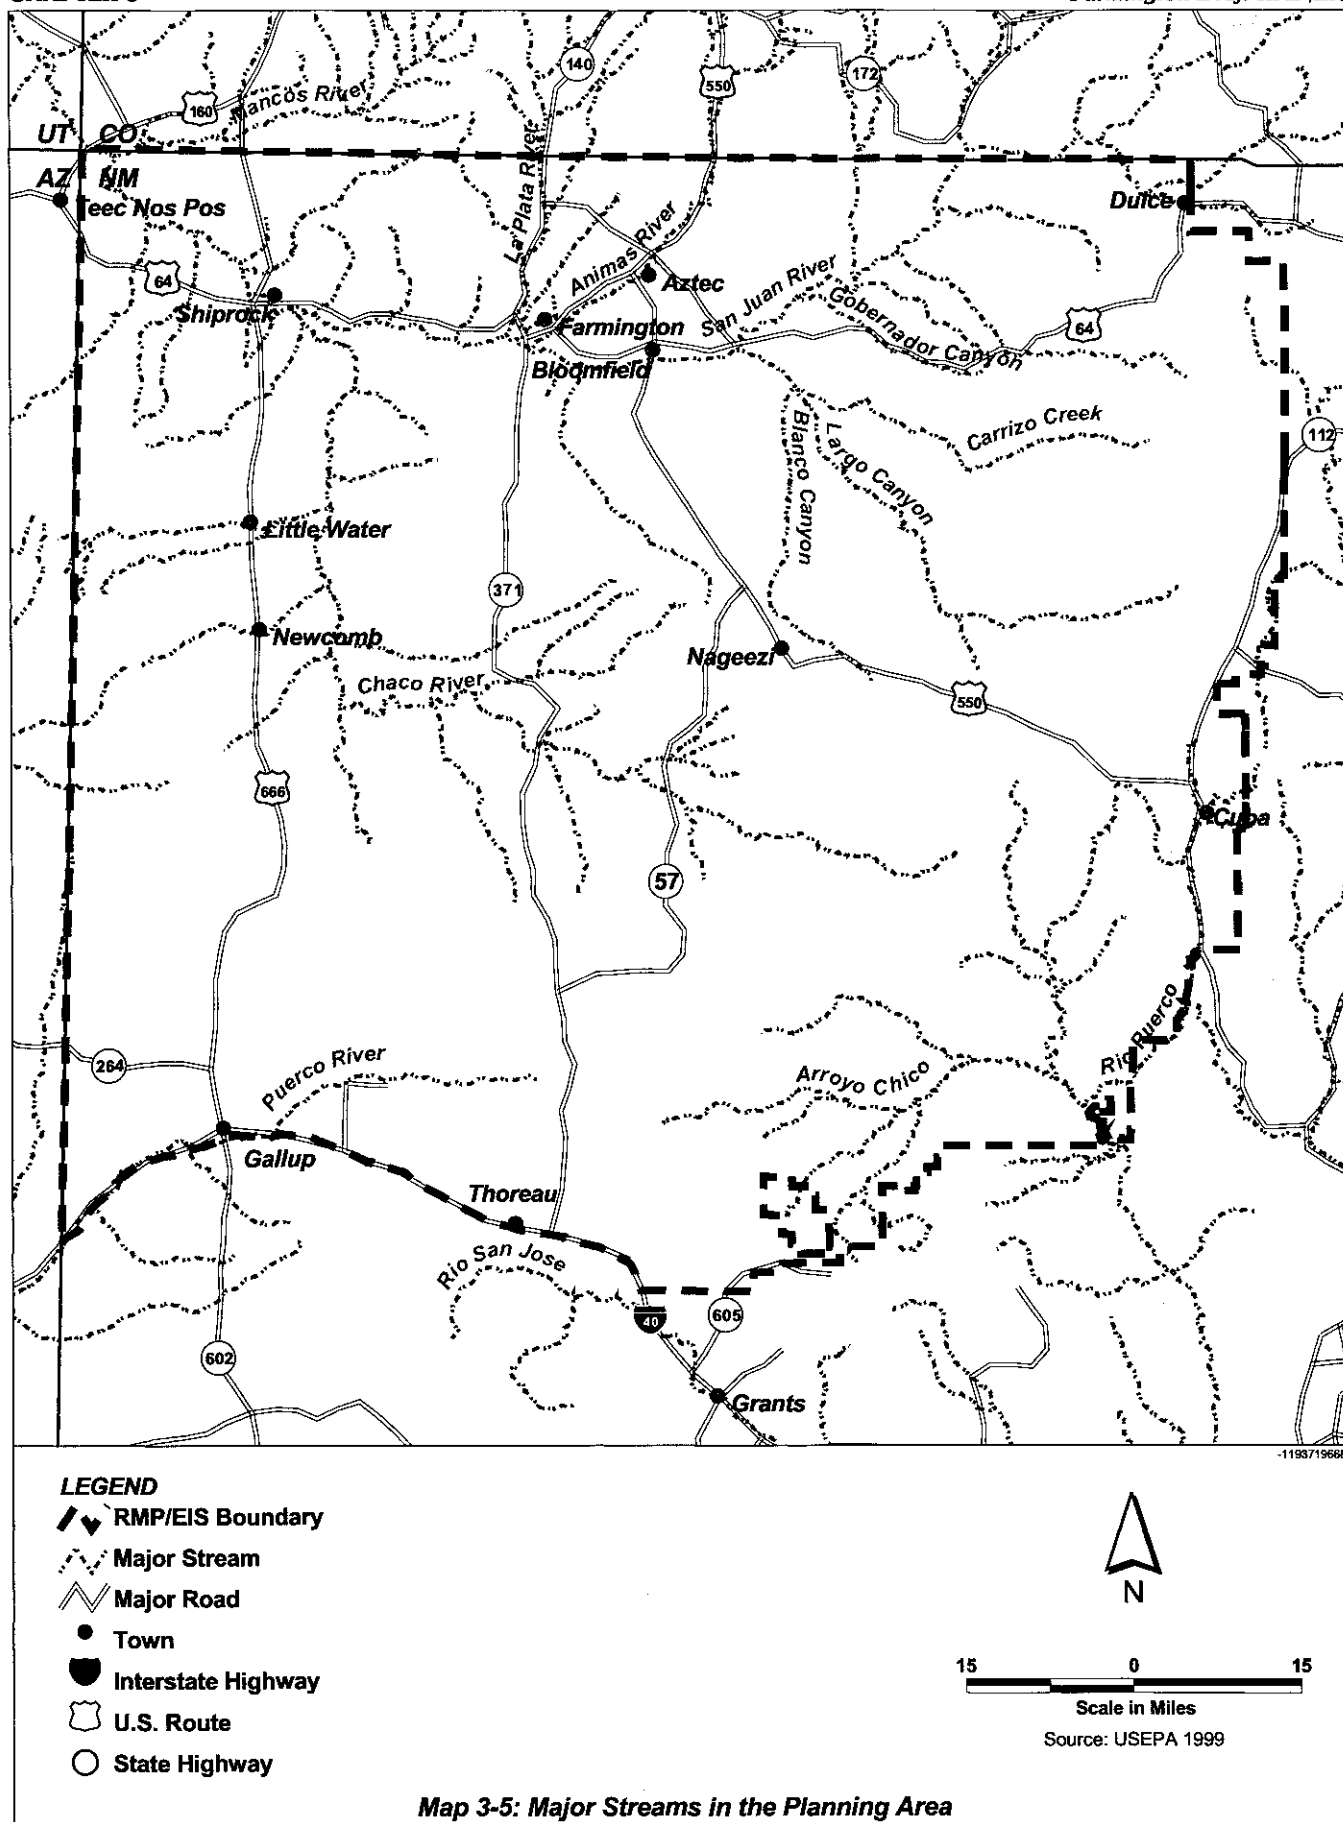 140
550
172
160
Mancos River
UT
CO
AZ
NM
Teec Nos Pos
La Plata River
Dulce
Animas River
64
Aztec
San Juan River
Shiprock
Farmington
Gobernador Canyon
64
Bloomfield
Carrizo Creek
112
Blanco Canyon
Largo Canyon
Little Water
371
Newcomb
Nageezi
Chaco River
550
666
Cuba
57
Rio Puerco
264
Puerco River
Arroyo Chico
Gallup
Thoreau
Rio San Jose
40
605
602
Grants
LEGEND
RMP/EIS Boundary
Major Stream
Major Road
Town
Interstate Highway
U.S. Route
State Highway
N
15 0 15
Scale in Miles
Source: USEPA 1999
Map 3-5: Major Streams in the Planning Area